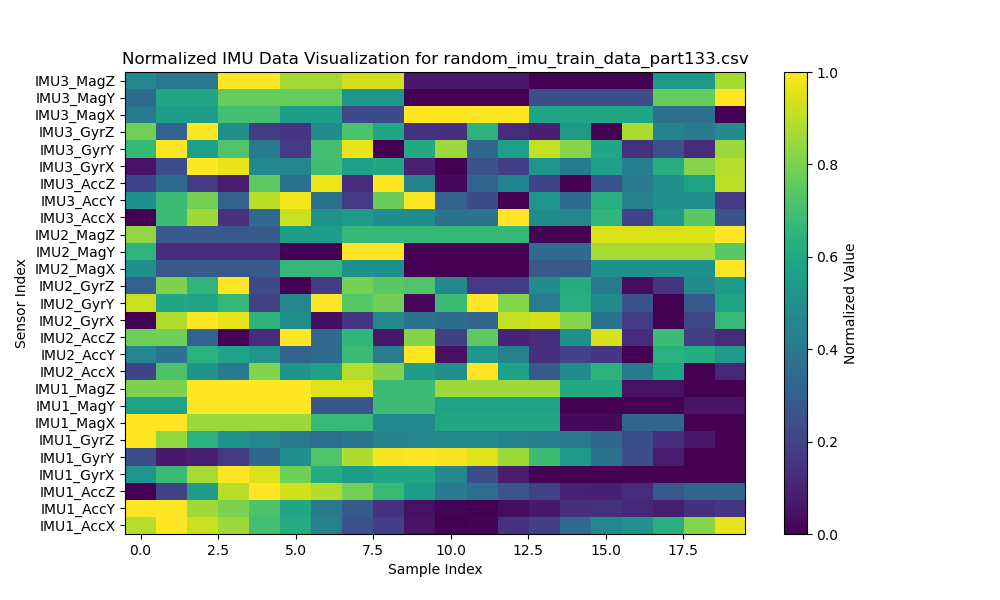 Normalized IMU Data Visualization for random_imu_train_data_part133.csv
IMU3_MagZ
IMU3_MagY
IMU3_MagX
IMU3_GyrZ
IMU3_GyrY
IMU3_GyrX
IMU3_AccZ
IMU3_AccY
IMU3_AccX
IMU2_MagZ
IMU2_MagY
IMU2_MagX
IMU2_GyrZ
IMU2_GyrY
IMU2_GyrX
IMU2_AccZ
IMU2_AccY
IMU2_AccX
IMU1_MagZ
IMU1_MagY
IMU1_MagX
IMU1_GyrZ
IMU1_GyrY
IMU1_GyrX
IMU1_AccZ
IMU1_AccY
IMU1_AccX
Sensor Index
0.0 2.5 5.0 7.5 10.0 12.5 15.0 17.5
Sample Index
1.0
0.8
0.6
0.4
0.2
0.0
Normalized Value